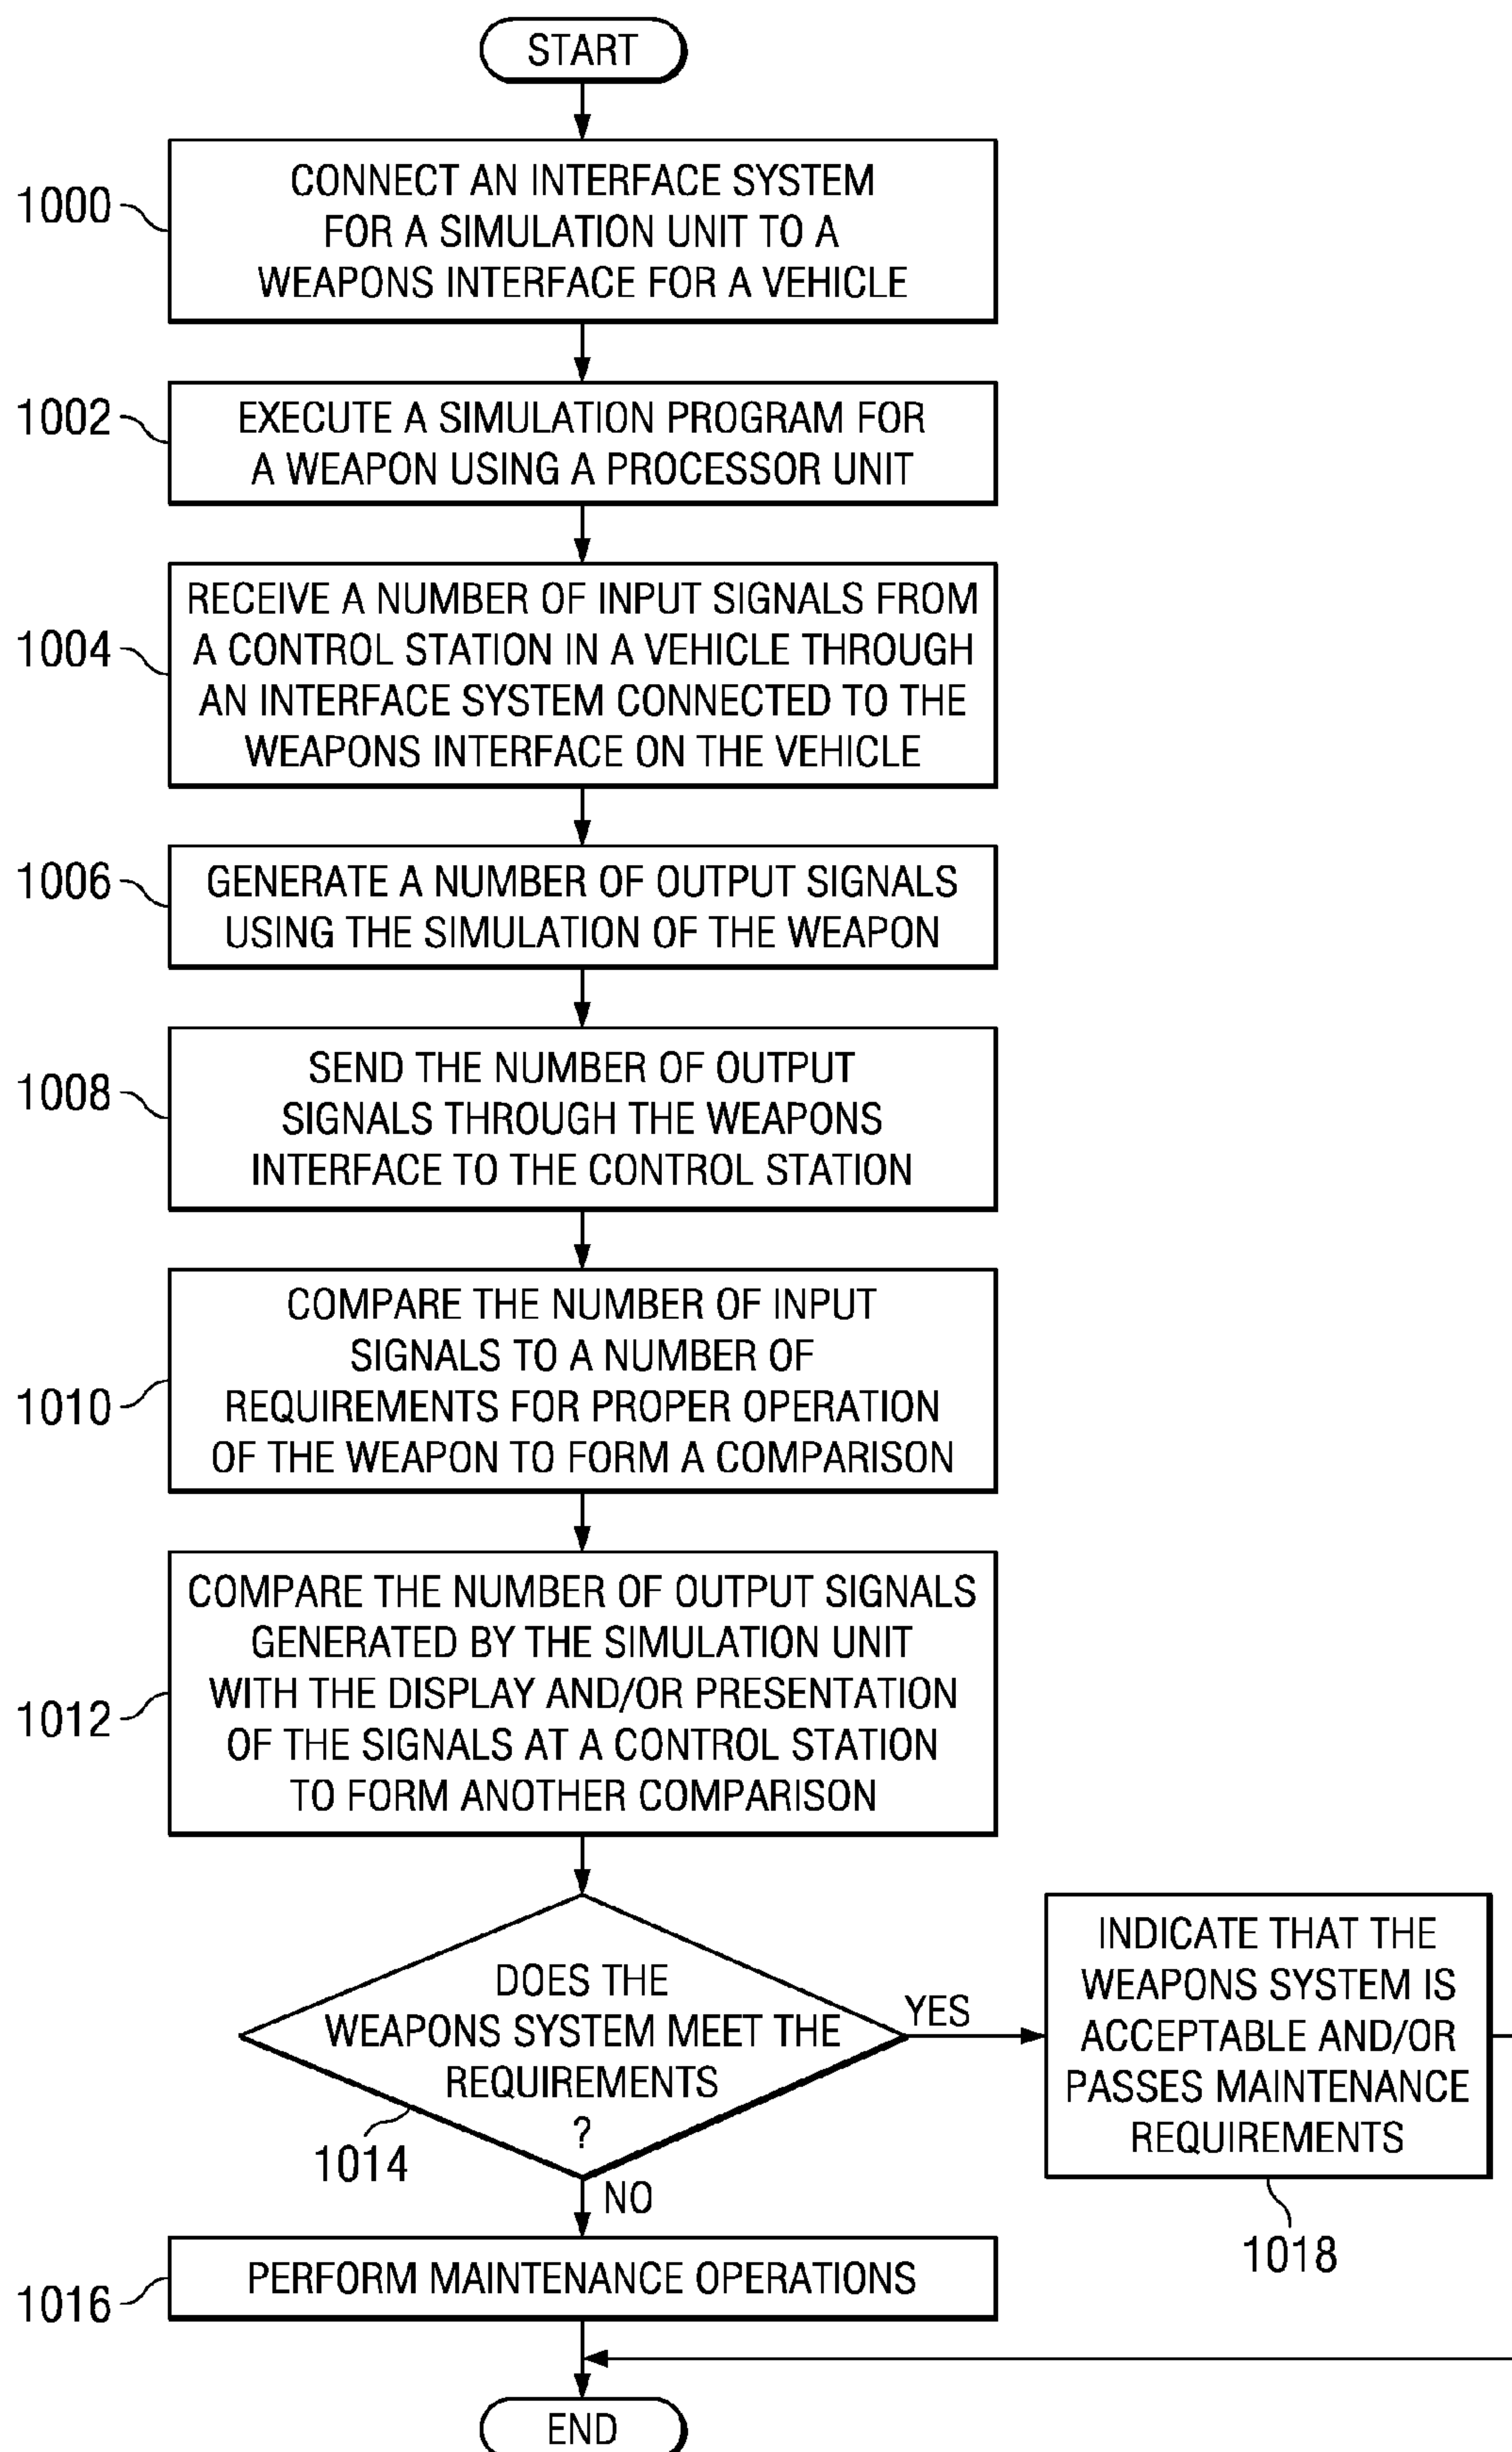 START
1000
CONNECT AN INTERFACE SYSTEM
FOR A SIMULATION UNIT TO A
WEAPONS INTERFACE FOR A VEHICLE
1002
EXECUTE A SIMULATION PROGRAM FOR
A WEAPON USING A PROCESSOR UNIT
1004
RECEIVE A NUMBER OF INPUT SIGNALS FROM
A CONTROL STATION IN A VEHICLE THROUGH
AN INTERFACE SYSTEM CONNECTED TO THE
WEAPONS INTERFACE ON THE VEHICLE
1006
GENERATE A NUMBER OF OUTPUT SIGNALS
USING THE SIMULATION OF THE WEAPON
1008
SEND THE NUMBER OF OUTPUT
SIGNALS THROUGH THE WEAPONS
INTERFACE TO THE CONTROL STATION
1010
COMPARE THE NUMBER OF INPUT
SIGNALS TO A NUMBER OF
REQUIREMENTS FOR PROPER OPERATION
OF THE WEAPON TO FORM A COMPARISON
1012
COMPARE THE NUMBER OF OUTPUT SIGNALS
GENERATED BY THE SIMULATION UNIT
WITH THE DISPLAY AND/OR PRESENTATION
OF THE SIGNALS AT A CONTROL STATION
TO FORM ANOTHER COMPARISON
DOES THE
WEAPONS SYSTEM MEET THE
REQUIREMENTS
?
1014
YES
INDICATE THAT THE
WEAPONS SYSTEM IS
ACCEPTABLE AND/OR
PASSES MAINTENANCE
REQUIREMENTS
1018
NO
1016
PERFORM MAINTENANCE OPERATIONS
END